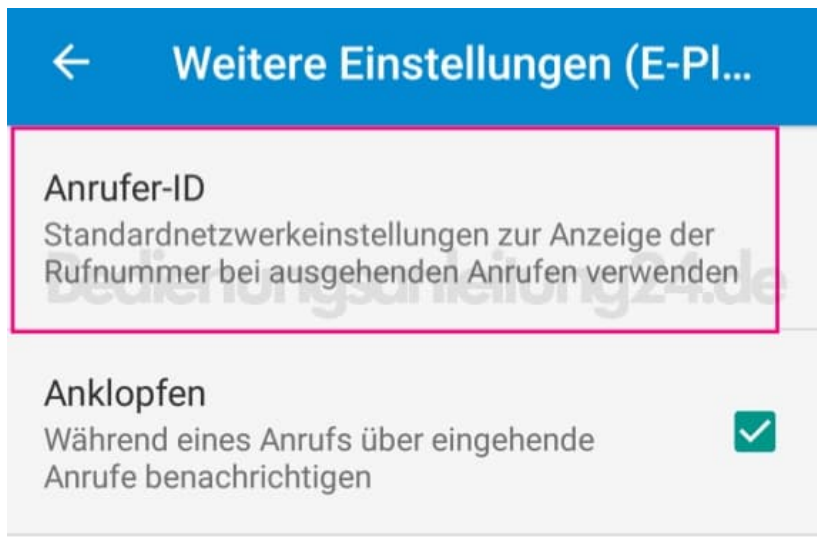 Weitere Einstellungen (E-Pl...
Anrufer-ID
Standardnetzwerkeinstellungen zur Anzeige der
Rufnummer bei ausgehenden Anrufen verwenden
Bedienungsanleitung24.de
Anklopfen
Während eines Anrufs über eingehende
Anrufe benachrichtigen